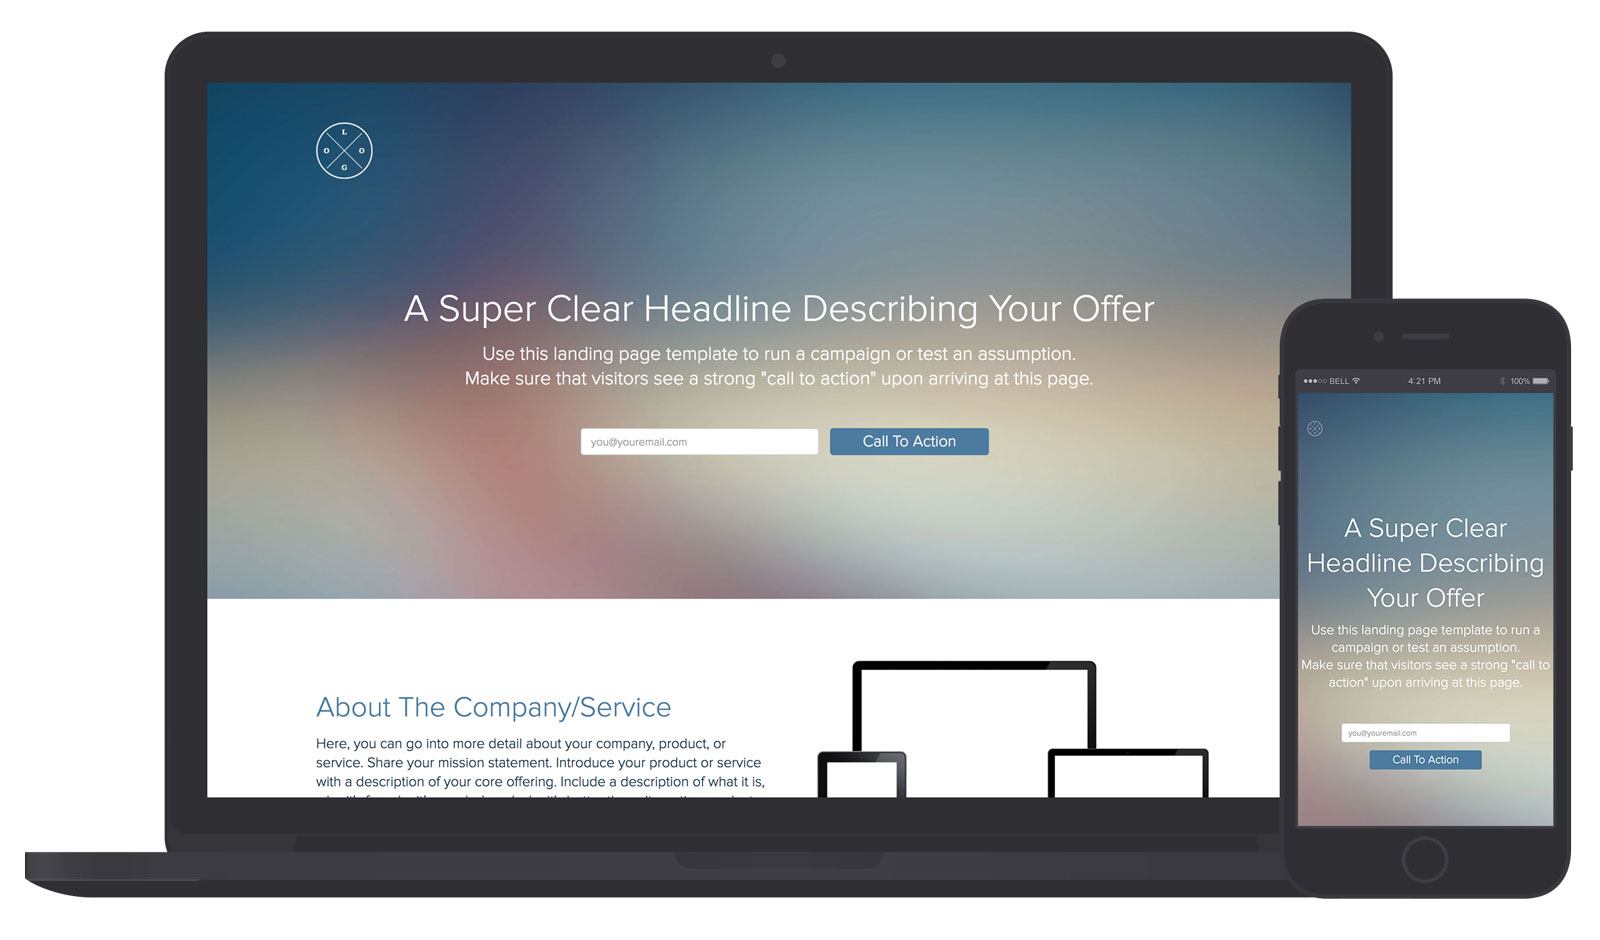 L
O O
G
A Super Clear Headline Describing Your Offer
Use this landing page template to run a campaign or test an assumption.
Make sure that visitors see a strong "call to action" upon arriving at this page.
you@youremail.com
Call To Action
About The Company/Service
Here, you can go into more detail about your company, product, or
service. Share your mission statement. Introduce your product or service
with a description of your core offering. Include a description of what it is,
BELL 4:21 PM 100%
A Super Clear
Headline Describing
Your Offer
Use this landing page template to run a
campaign or test an assumption.
Make sure that visitors see a strong "call to
action" upon arriving at this page.
you@youremail.com
Call To Action